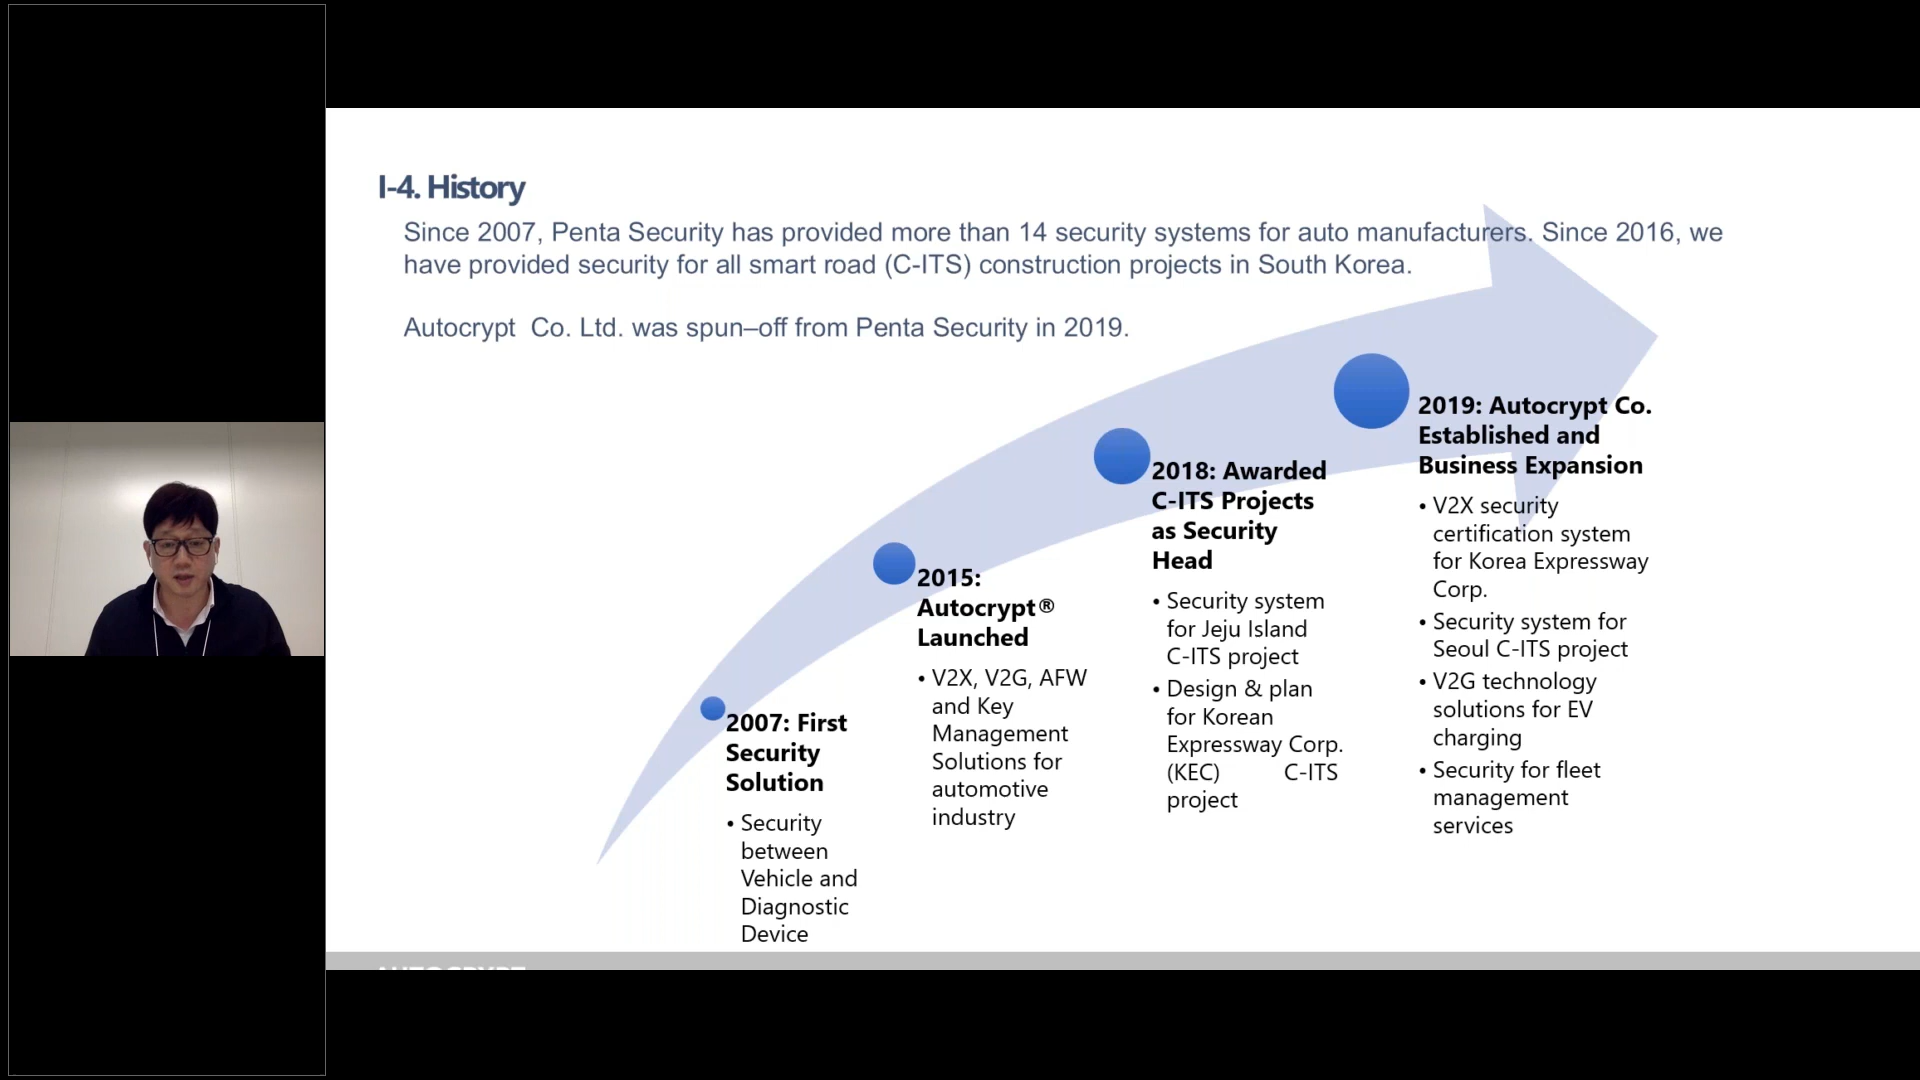 I-4. History
Since 2007, Penta Security has provided more than 14 security systems for auto manufacturers. Since 2016, we
have provided security for all smart road (C-ITS) construction projects in South Korea.
Autocrypt  Co. Ltd. was spun–off from Penta Security in 2019.
2007: First
Security
Solution
• Security
between
Vehicle and
Diagnostic
Device
2015:
Autocrypt®
Launched
• V2X, V2G, AFW
and Key
Management
Solutions for
automotive
industry
2018: Awarded
C-ITS Projects
as Security
Head
• Security system
for Jeju Island
C-ITS project
• Design & plan
for Korean
Expressway Corp.
(KEC) C-ITS
project
2019: Autocrypt Co.
Established and
Business Expansion
• V2X security
certification system
for Korea Expressway
Corp.
• Security system for
Seoul C-ITS project
• V2G technology
solutions for EV
charging
• Security for fleet
management
services